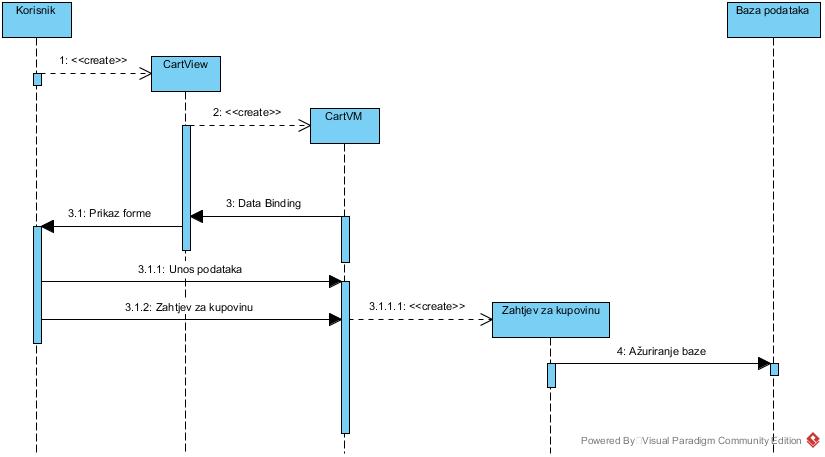 Korisnik
Baza podataka
1: <<create>>
CartView
2: <<create>>
CartVM
3: Data Binding
3.1: Prikaz forme
3.1.1: Unos podataka
3.1.2: Zahtjev za kupovinu
3.1.1.1: <<create>>
Zahtjev za kupovinu
4: Ažuriranje baze
Powered By Visual Paradigm Community Edition